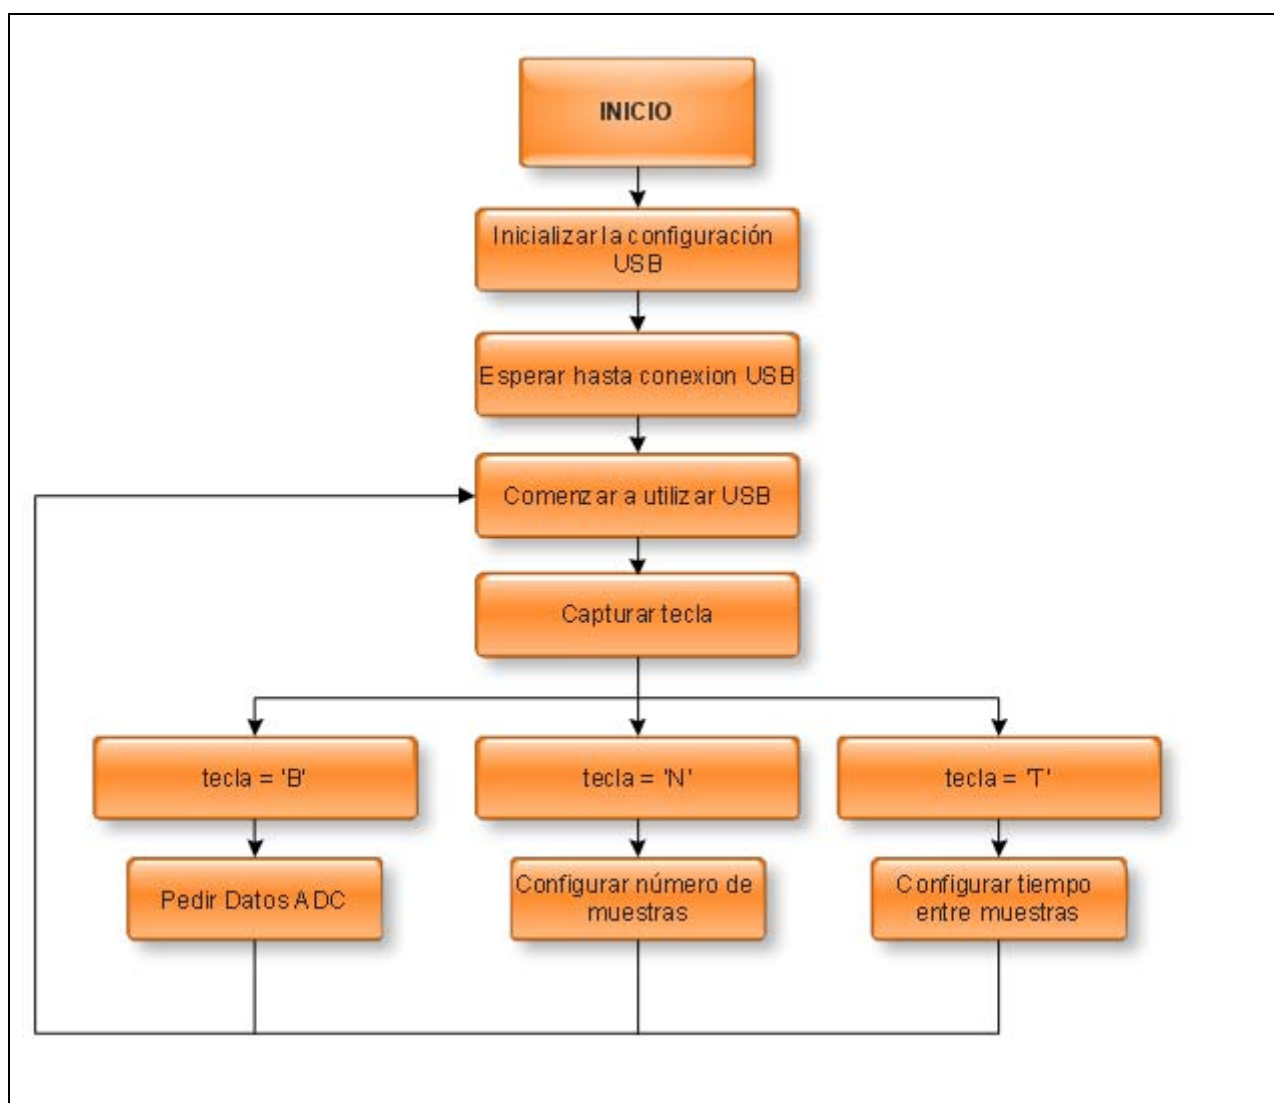 INICIO
Inicializar la configuración
USB
Esperar hasta conexion USB
Comenzar a utilizar USB
Capturar tecla
tecla = 'B'
tecla = 'N'
tecla = 'T'
Pedir Datos ADC
Configurar número de
muestras
Configurar tiempo
entre muestras